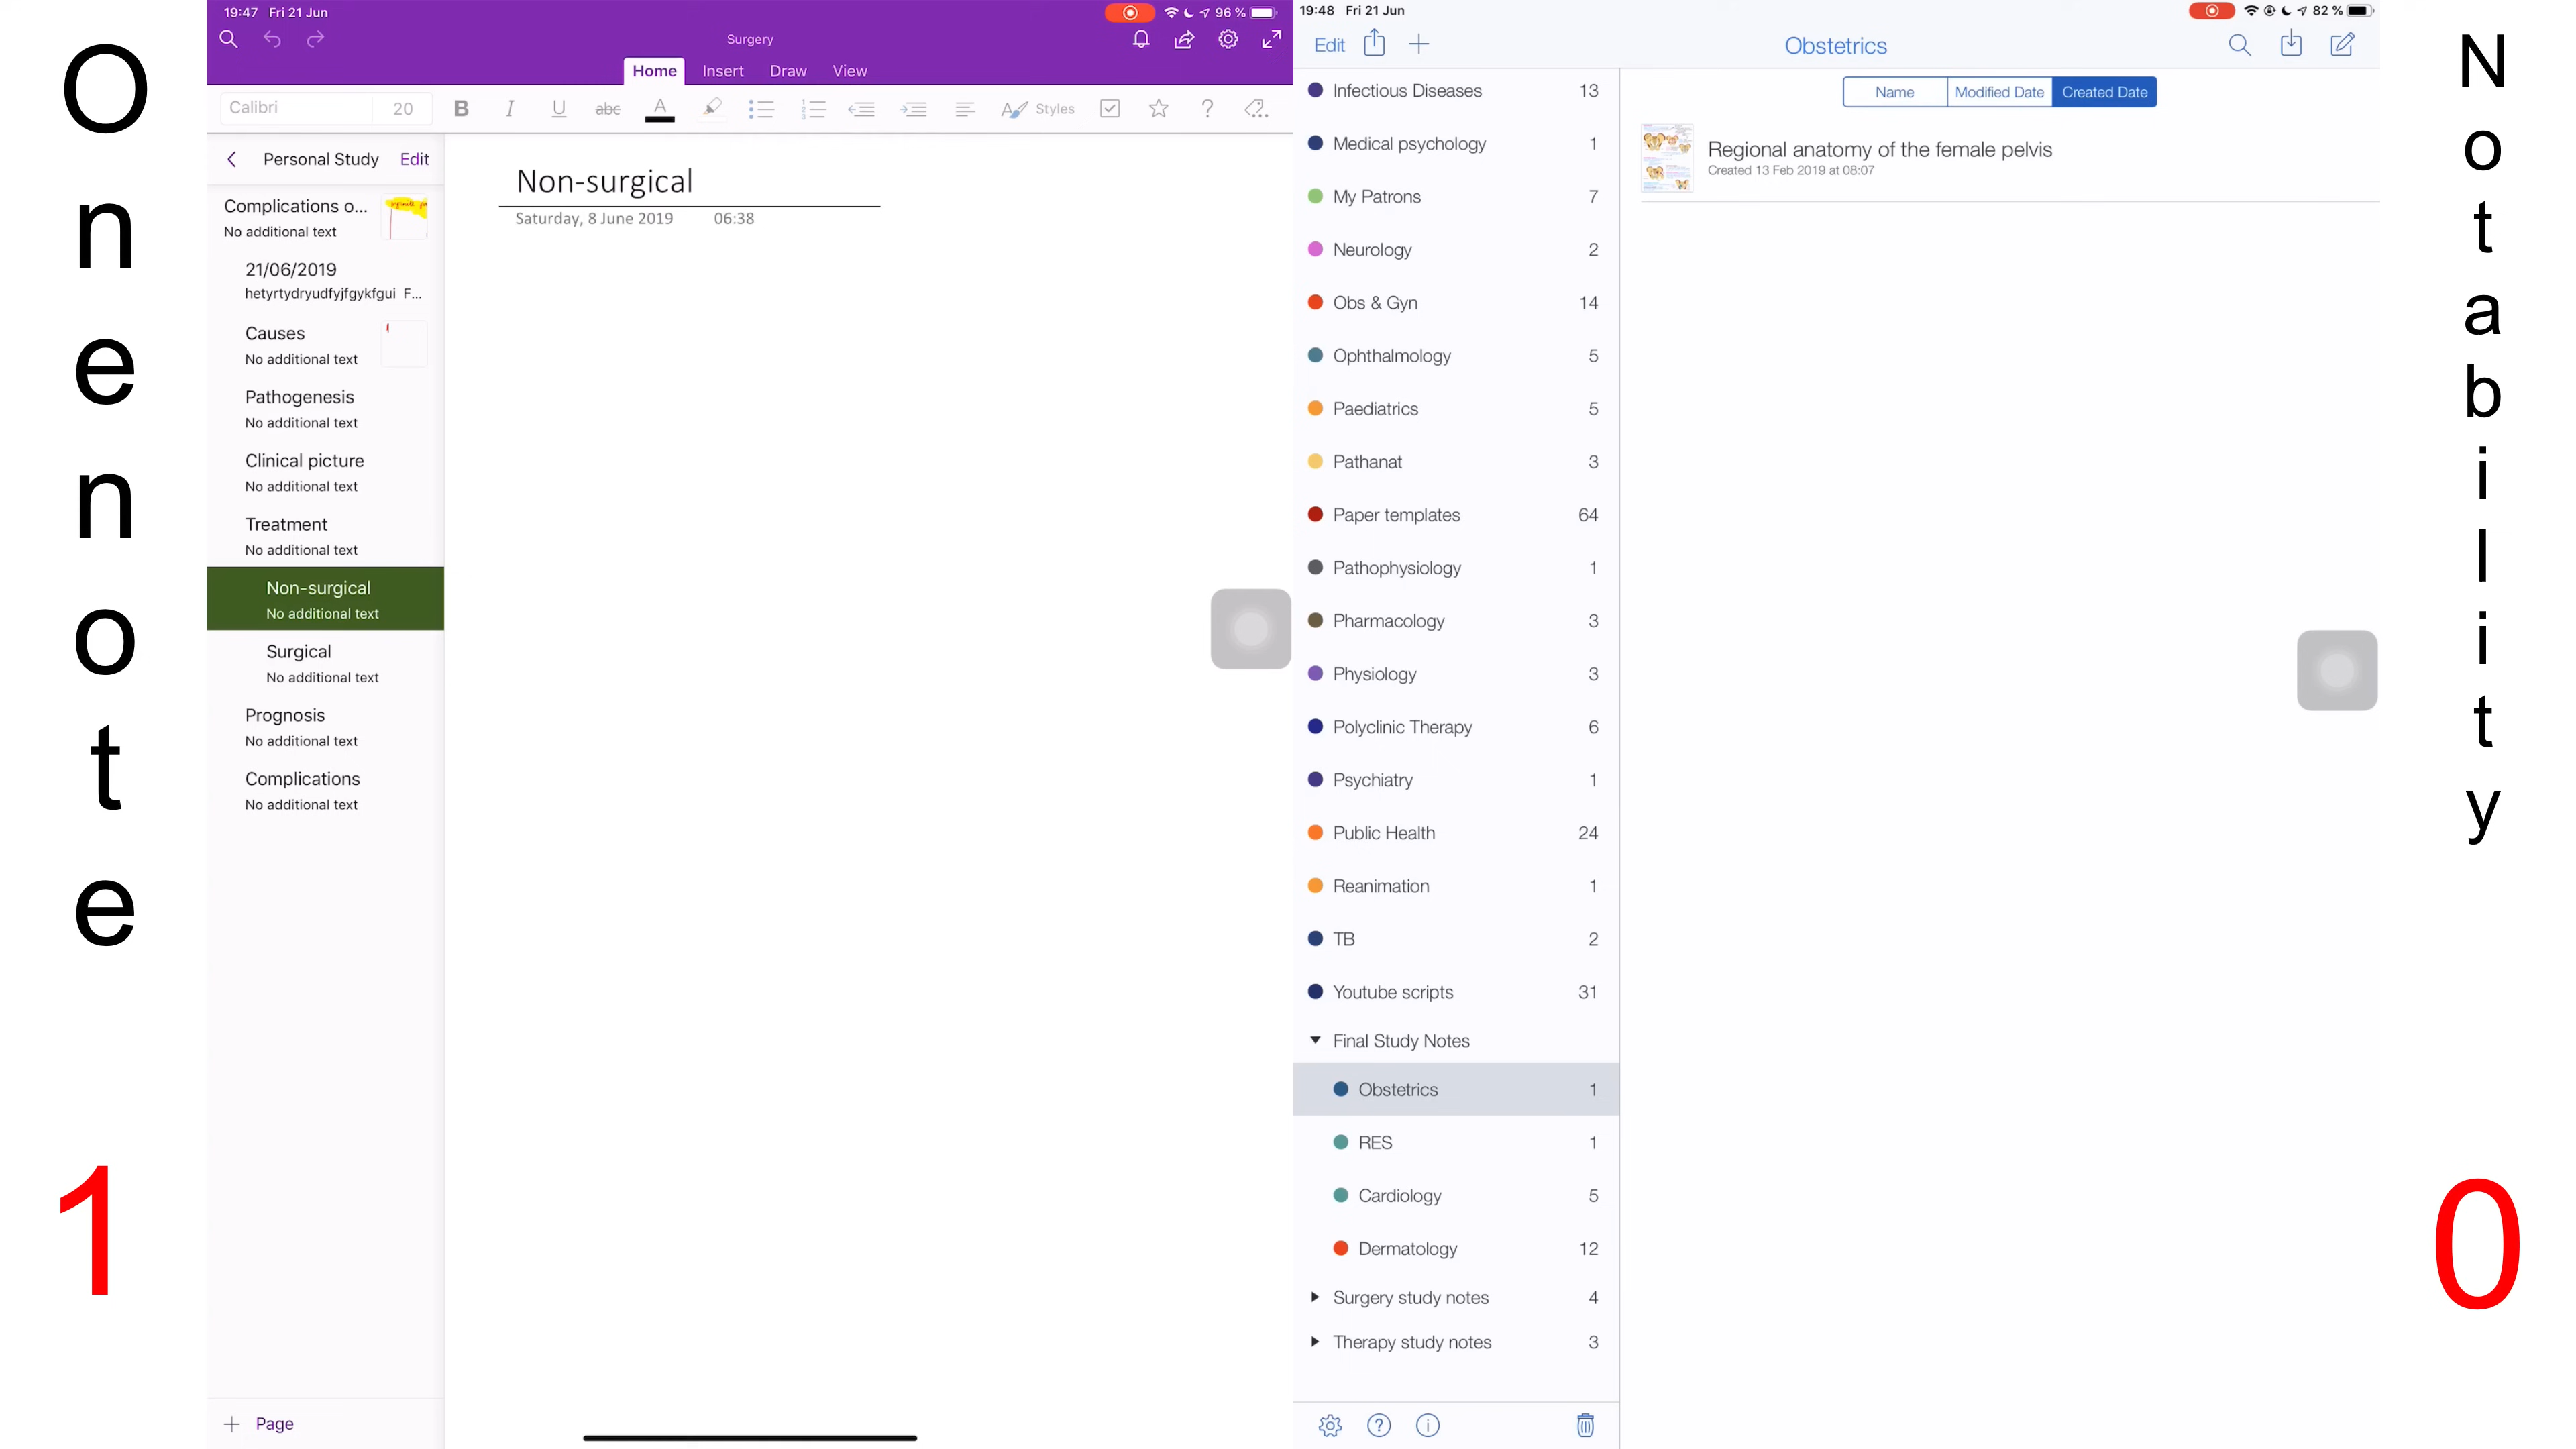 Onenote
1
19:47 Fri 21 Jun
96 %
Surgery
Home Insert Draw View
Calibri 20 B I U abc A Styles ?
Personal Study Edit
Complications o...
No additional text
21/06/2019
hetyrtydryudfyjfgykfgui F...
Causes
No additional text
Pathogenesis
No additional text
Clinical picture
No additional text
Treatment
No additional text
Non-surgical
No additional text
Surgical
No additional text
Prognosis
No additional text
Complications
No additional text
Page
Non-surgical
Saturday, 8 June 2019 06:38
19:48 Fri 21 Jun
82 %
Edit
Obstetrics
Infectious Diseases 13
Medical psychology 1
My Patrons 7
Neurology 2
Obs & Gyn 14
Ophthalmology 5
Paediatrics 5
Pathanat 3
Paper templates 64
Pathophysiology 1
Pharmacology 3
Physiology 3
Polyclinic Therapy 6
Psychiatry 1
Public Health 24
Reanimation 1
TB 2
Youtube scripts 31
Final Study Notes
Obstetrics 1
RES 1
Cardiology 5
Dermatology 12
Surgery study notes 4
Therapy study notes 3
Name Modified Date Created Date
Regional anatomy of the female pelvis
Created 13 Feb 2019 at 08:07
Notability
0